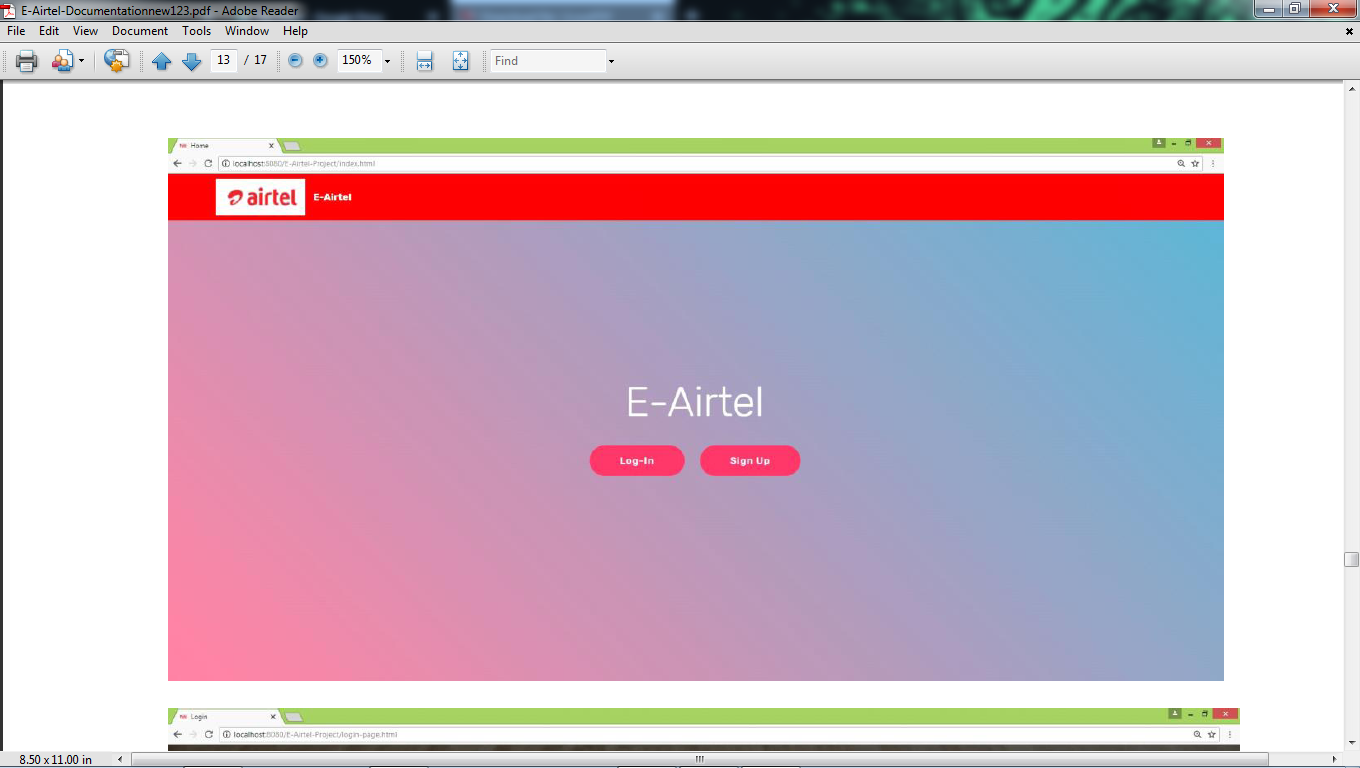 E-Airtel-Documentationnew123.pdf - Adobe Reader
File Edit View Document Tools Window Help
13 / 17 150% Find
Home
localhost:8080/E-Airtel-Project/index.html
airtel E-Airtel
E-Airtel
Log-In Sign Up
Login
localhost:8080/E-Airtel-Project/login-page.html
8.50 x 11.00 in